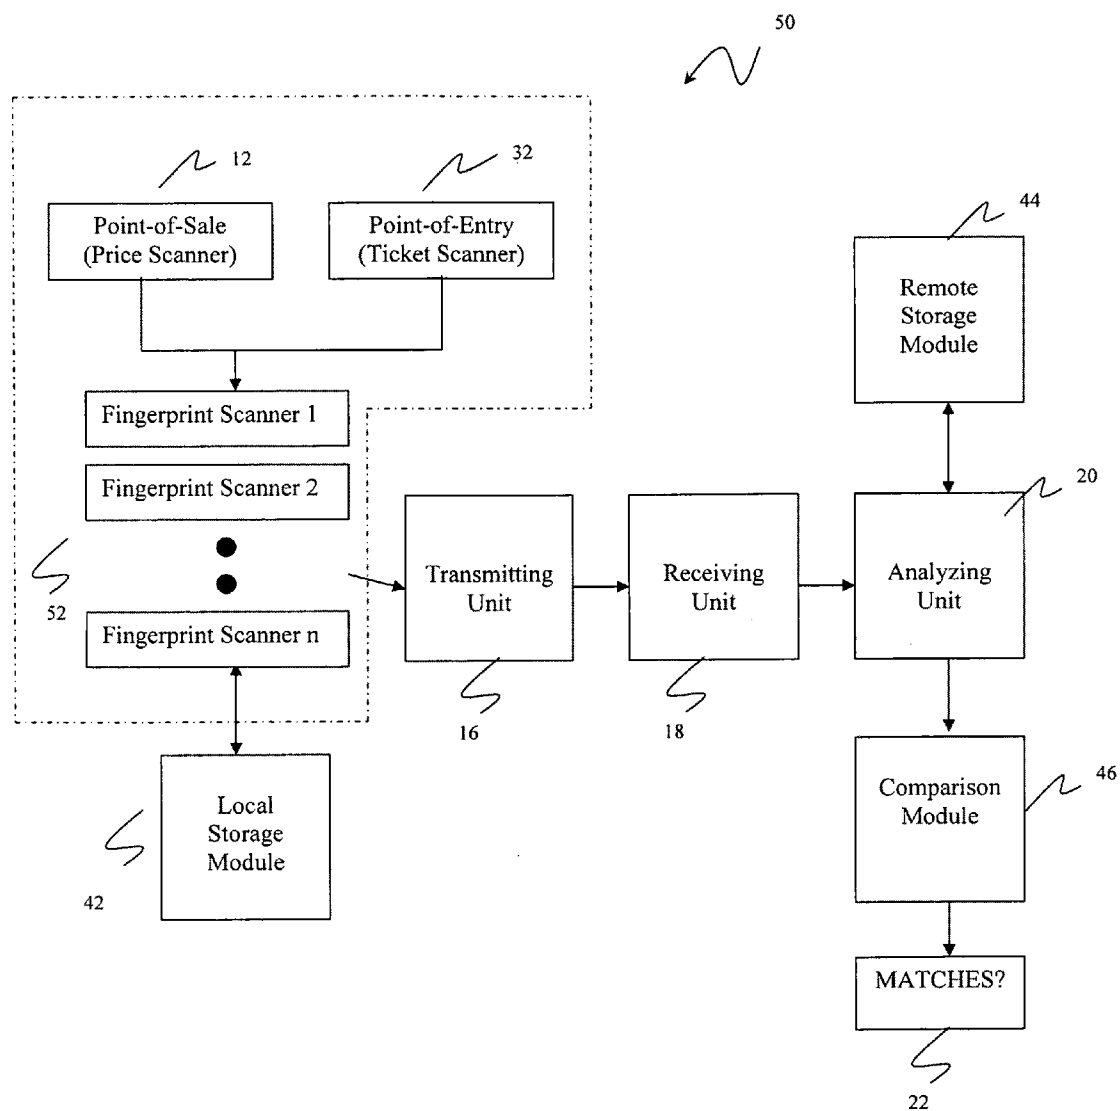 50
12
32
Point-of-Sale
(Price Scanner)
Point-of-Entry
(Ticket Scanner)
44
Remote
Storage
Module
Fingerprint Scanner 1
Fingerprint Scanner 2
52
Fingerprint Scanner n
Transmitting
Unit
16
Receiving
Unit
18
20
Analyzing
Unit
Local
Storage
Module
42
Comparison
Module
46
MATCHES?
22